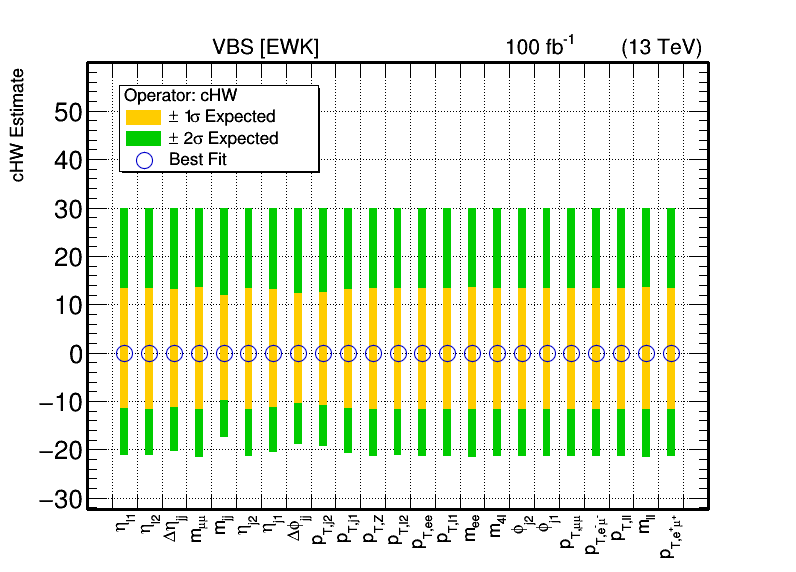 VBS [EWK] 100 fb⁻¹ (13 TeV)
cHW Estimate
Operator: cHW
± 1σ Expected
± 2σ Expected
Best Fit
50
40
30
20
10
0
−10
−20
−30
η_l1 η_l2 Δη_jj m_μμ m_jj η_j2 η_j1 Δφ_jj p_T,j2 p_T,j1 p_T,Z p_T,l2 p_T,ee p_T,l1 m_ee m_4l φ_j2 φ_j1 p_T,μμ p_T,e⁻μ⁻ p_T,ll m_ll p_T,e⁺μ⁺